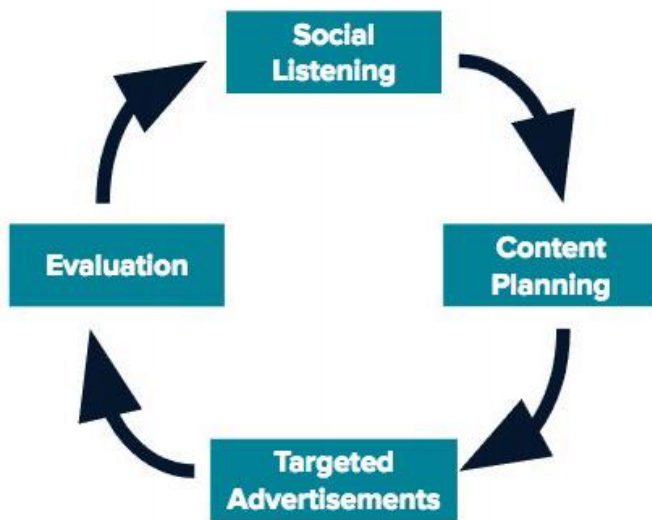 Social
Listening
Content
Planning
Targeted
Advertisements
Evaluation